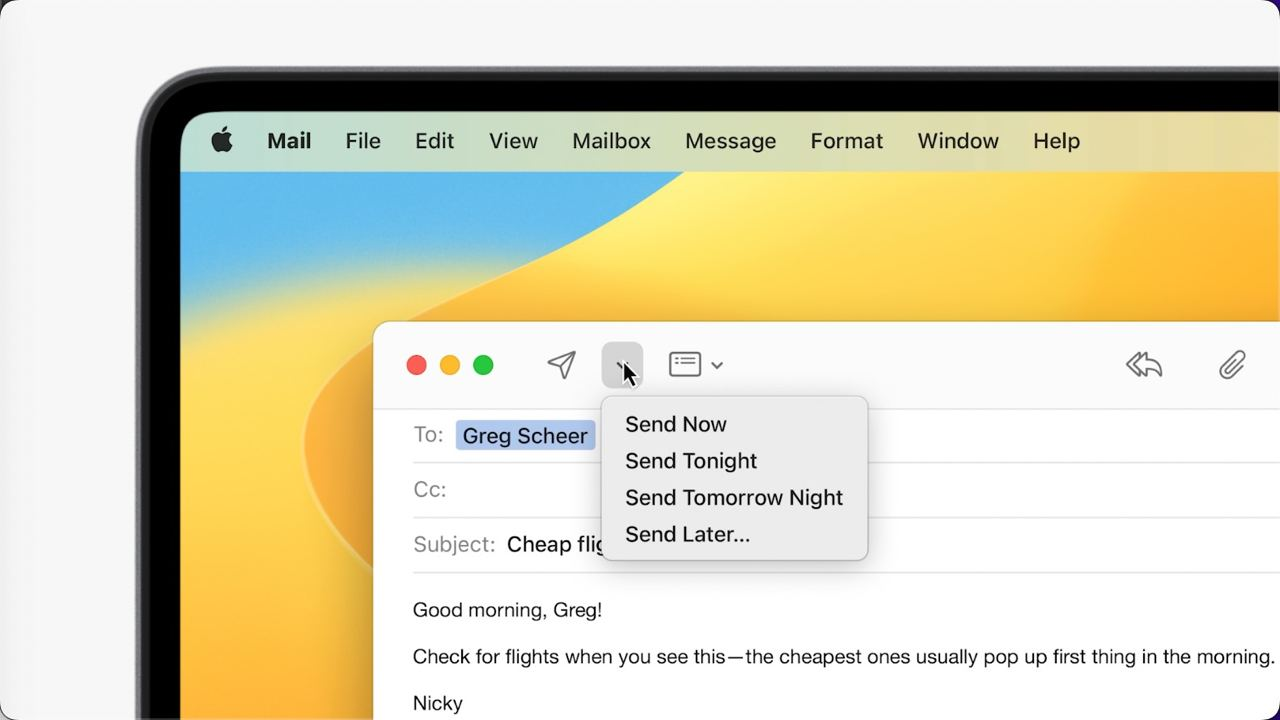 Mail File Edit View Mailbox Message Format Window Help
Send Now
Send Tonight
Send Tomorrow Night
Send Later...
To: Greg Scheer
Cc:
Subject: Cheap
Good morning, Greg!
Check for flights when you see this—the cheapest ones usually pop up first thing in the morning.
Nicky